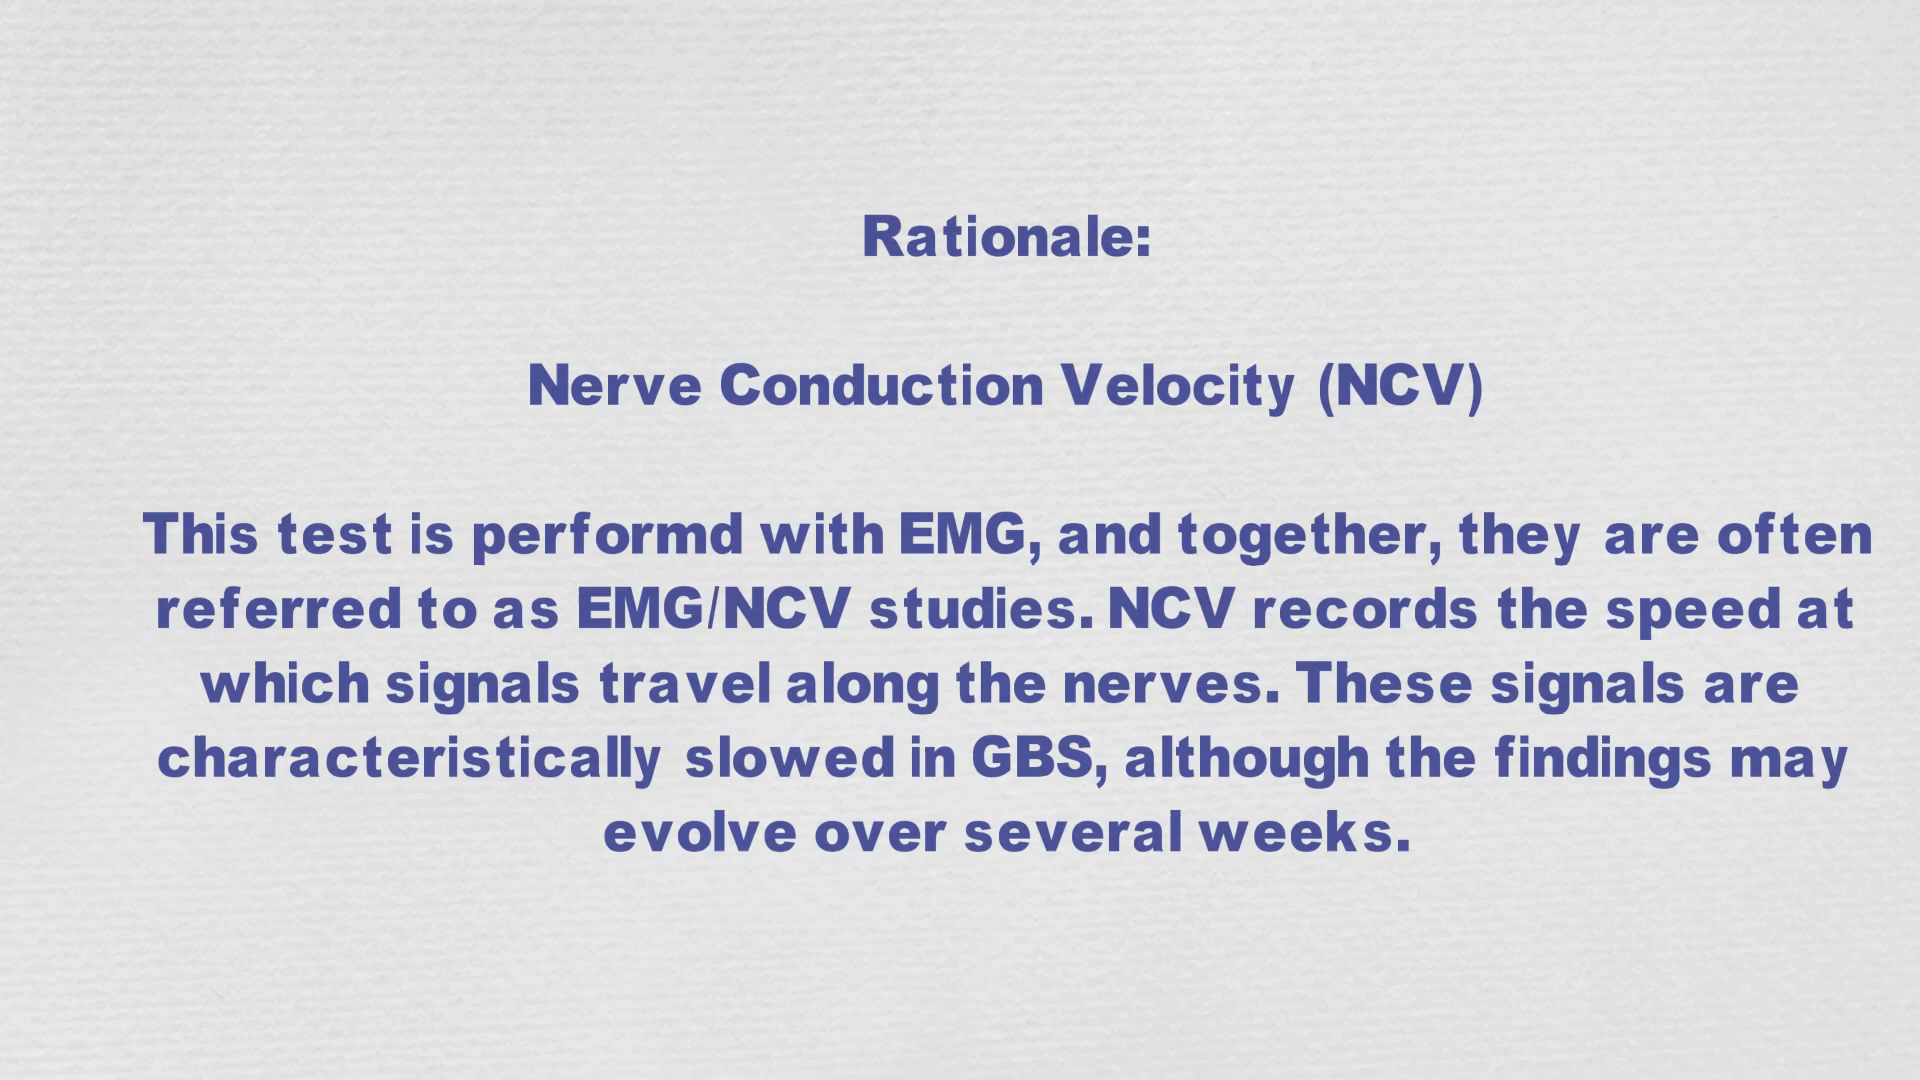 Rationale:
Nerve Conduction Velocity (NCV)
This test is performd with EMG, and together, they are often
referred to as EMG/NCV studies. NCV records the speed at
which signals travel along the nerves. These signals are
characteristically slowed in GBS, although the findings may
evolve over several weeks.